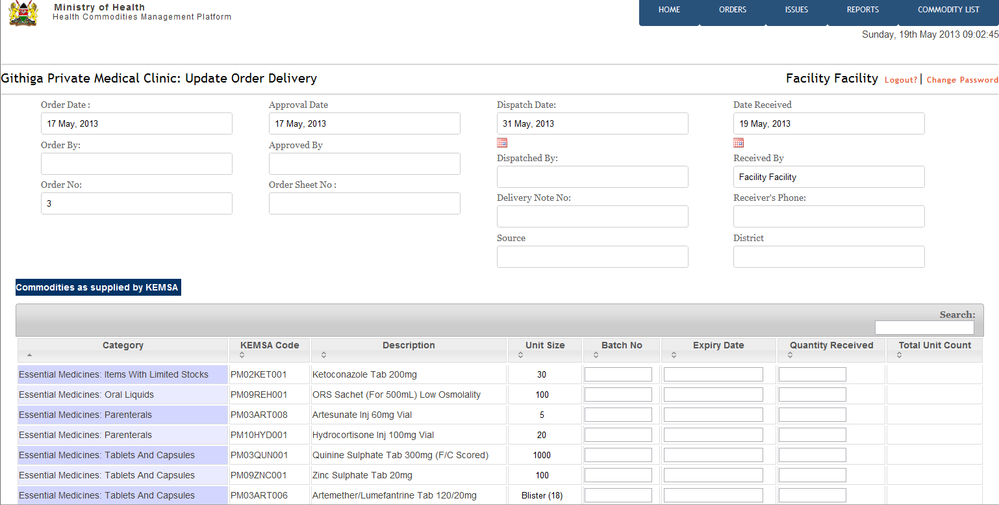 Ministry of Health
Health Commodities Management Platform
HOME ORDERS ISSUES REPORTS COMMODITY LIST
Sunday, 19th May 2013 09:02:45
Githiga Private Medical Clinic: Update Order Delivery
Facility Facility Logout? Change Password
Order Date : Approval Date Dispatch Date: Date Received
17 May, 2013 17 May, 2013 31 May, 2013 19 May, 2013
Order By: Approved By
Dispatched By: Received By
Facility Facility
Order No: Order Sheet No :
3
Delivery Note No: Receiver's Phone:
Source District
Commodities as supplied by KEMSA
Search:
Category KEMSA Code Description Unit Size Batch No Expiry Date Quantity Received Total Unit Count
Essential Medicines: Items With Limited Stocks PM02KET001 Ketoconazole Tab 200mg 30
Essential Medicines: Oral Liquids PM09REH001 ORS Sachet (For 500mL) Low Osmolality 100
Essential Medicines: Parenterals PM03ART008 Artesunate Inj 60mg Vial 5
Essential Medicines: Parenterals PM10HYD001 Hydrocortisone Inj 100mg Vial 20
Essential Medicines: Tablets And Capsules PM03QUN001 Quinine Sulphate Tab 300mg (F/C Scored) 1000
Essential Medicines: Tablets And Capsules PM09ZNC001 Zinc Sulphate Tab 20mg 100
Essential Medicines: Tablets And Capsules PM03ART006 Artemether/Lumefantrine Tab 120/20mg Blister (18)